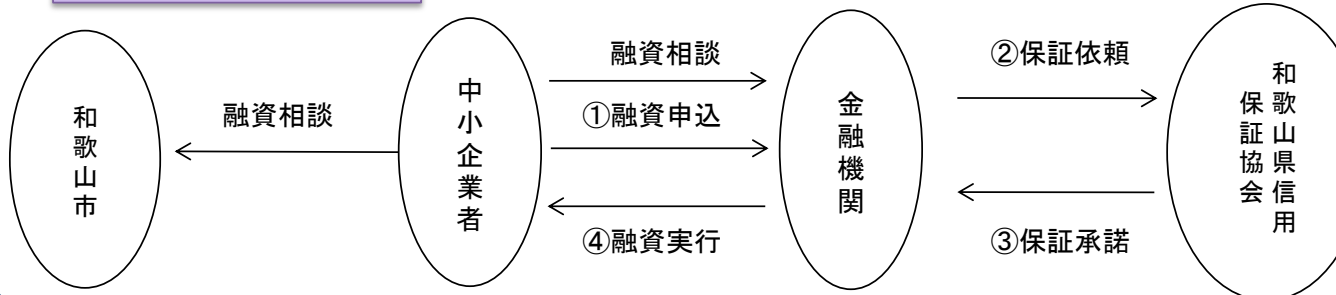 和歌山市
融資相談
中小企業者
融資相談
①融資申込
④融資実行
金融機関
②保証依頼
③保証承諾
和歌山県信用
保証協会